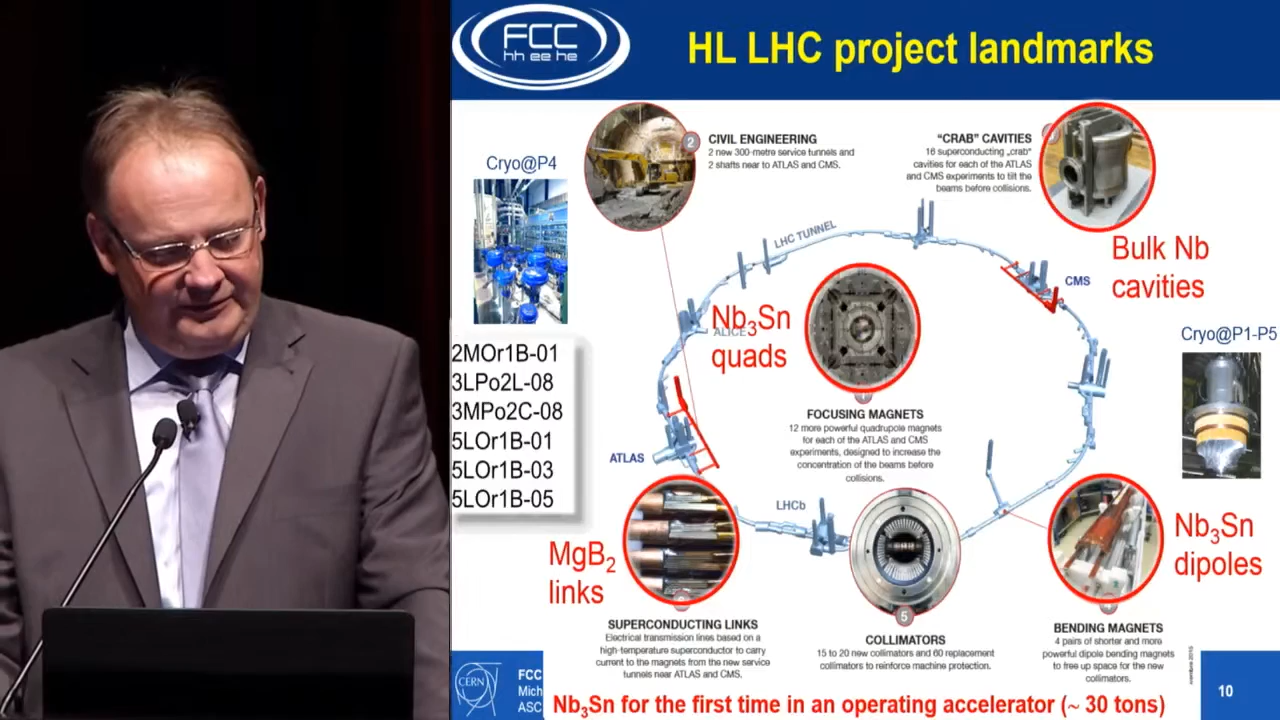 FCC
hh ee he
HL LHC project landmarks
Cryo@P4
2
CIVIL ENGINEERING
2 new 300-metre service tunnels and
2 shafts near to ATLAS and CMS.
“CRAB” CAVITIES
16 superconducting „crab“
cavities for each of the ATLAS
and CMS experiments to tilt the
beams before collisions.
Bulk Nb
cavities
LHC TUNNEL
CMS
Nb₃Sn
quads
ALICE
Cryo@P1-P5
2MOr1B-01
3LPo2L-08
3MPo2C-08
5LOr1B-01
5LOr1B-03
5LOr1B-05
FOCUSING MAGNETS
12 more powerful quadrupole magnets
for each of the ATLAS and CMS
experiments, designed to increase the
concentration of the beams before
collisions.
ATLAS
LHCb
MgB₂
links
Nb₃Sn
dipoles
SUPERCONDUCTING LINKS
Electrical transmission lines based on a
high-temperature superconductor to carry
current to the magnets from the new service
tunnels near ATLAS and CMS.
5
COLLIMATORS
15 to 20 new collimators and 60 replacement
collimators to reinforce machine protection.
BENDING MAGNETS
4 pairs of shorter and more
powerful dipole bending magnets
to free up space for the new
collimators.
CERN
FCC
Mich
ASC
Nb₃Sn for the first time in an operating accelerator (~ 30 tons)
10